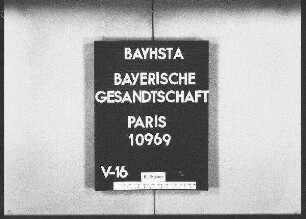 BAYHSTA
BAYERISCHE
GESANDTSCHAFT
PARIS
10969
V-16